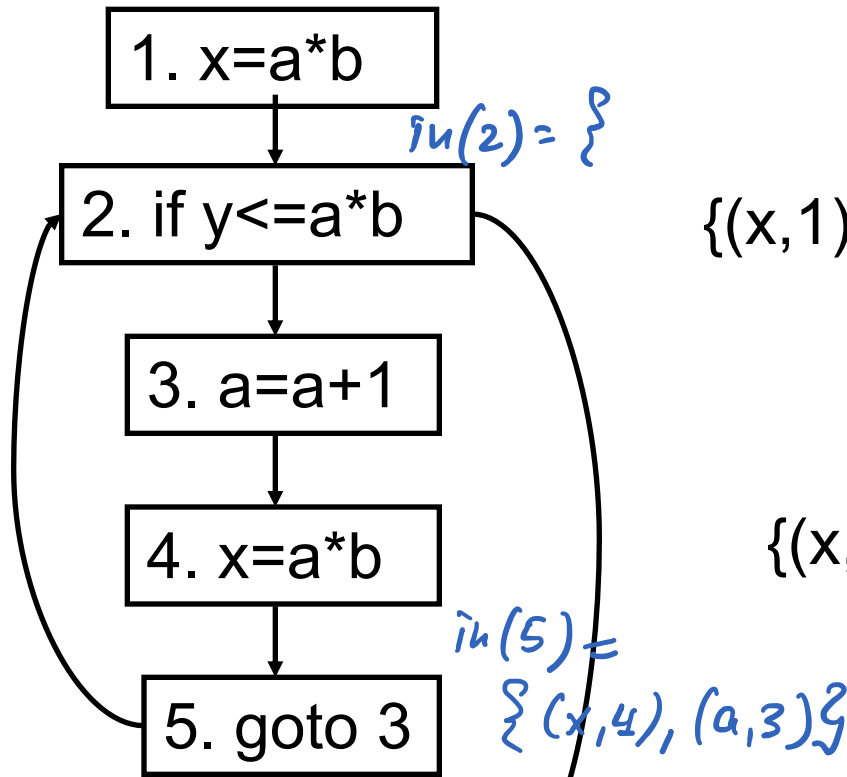 1. x=a*b
in(2) = {
2. if y<=a*b
{(x,1)
3. a=a+1
4. x=a*b
{(x,
in(5) =
{(x,4), (a,3)}
5. goto 3